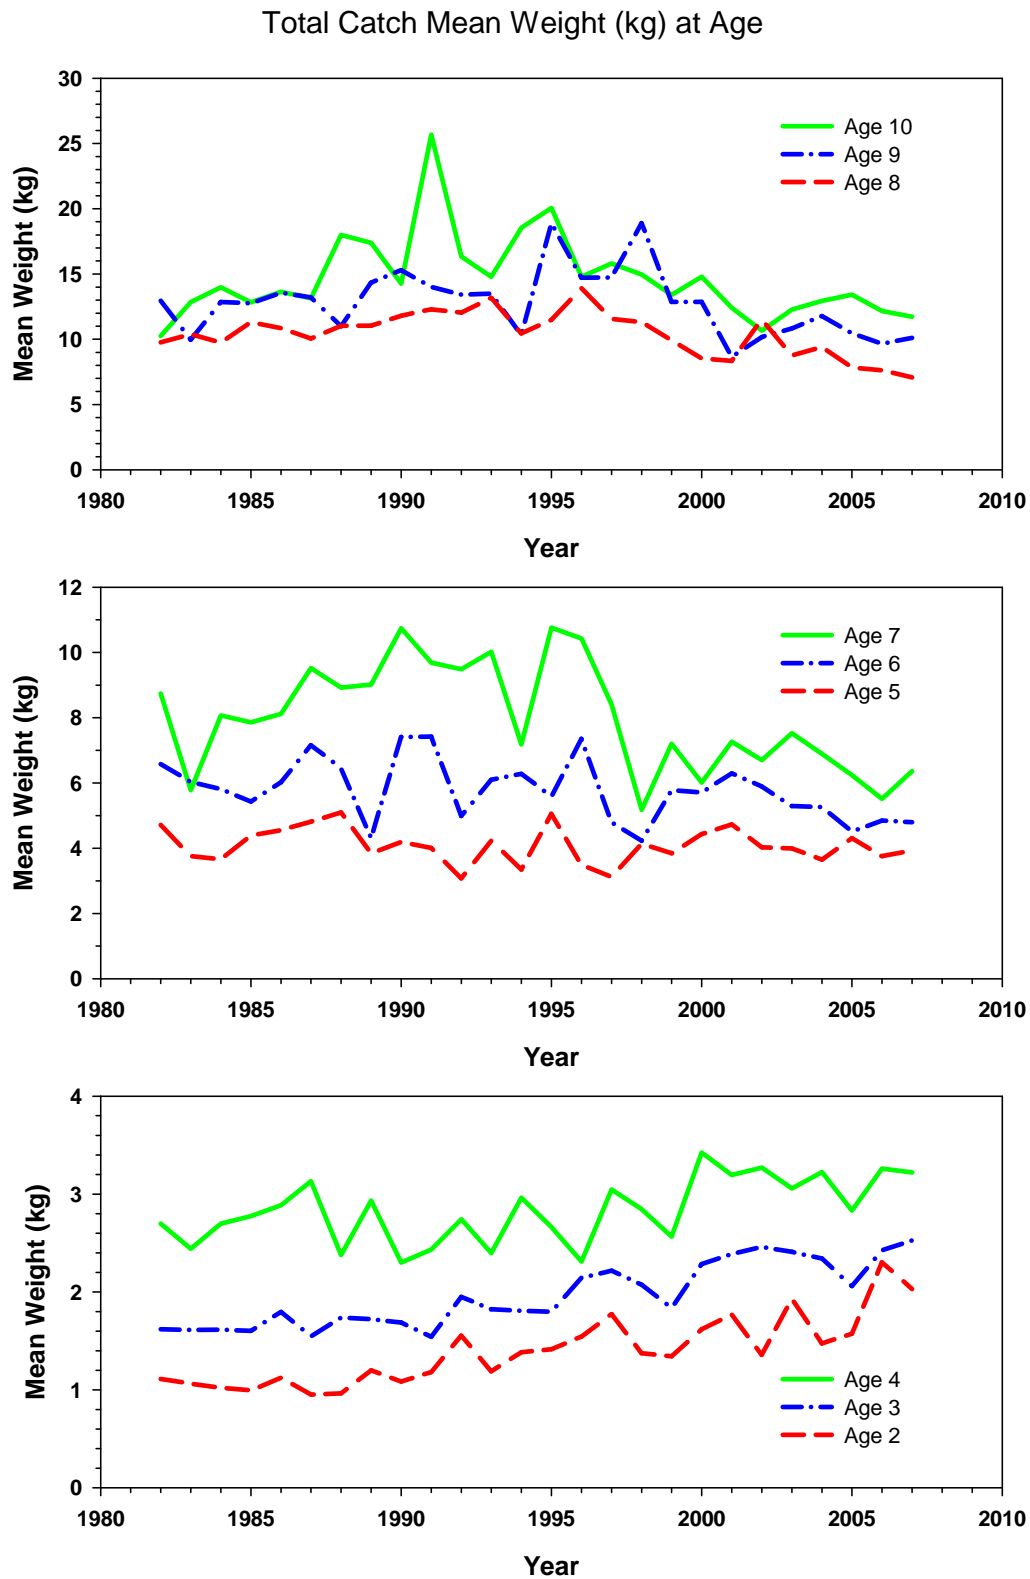 Total Catch Mean Weight (kg) at Age
30
25
20
15
10
5
0
Mean Weight (kg)
Age 10
Age 9
Age 8
1980 1985 1990 1995 2000 2005 2010
Year
12
10
8
6
4
2
0
Mean Weight (kg)
Age 7
Age 6
Age 5
1980 1985 1990 1995 2000 2005 2010
Year
4
3
2
1
0
Mean Weight (kg)
Age 4
Age 3
Age 2
1980 1985 1990 1995 2000 2005 2010
Year